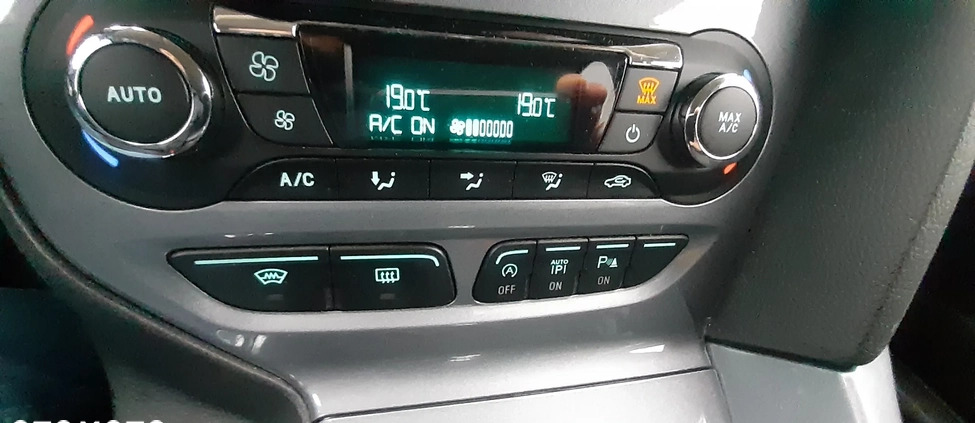 AUTO
19.0°C 19.0°C
A/C ON
MAX
MAX
A/C
A/C
A
OFF
AUTO
P
ON
P
ON